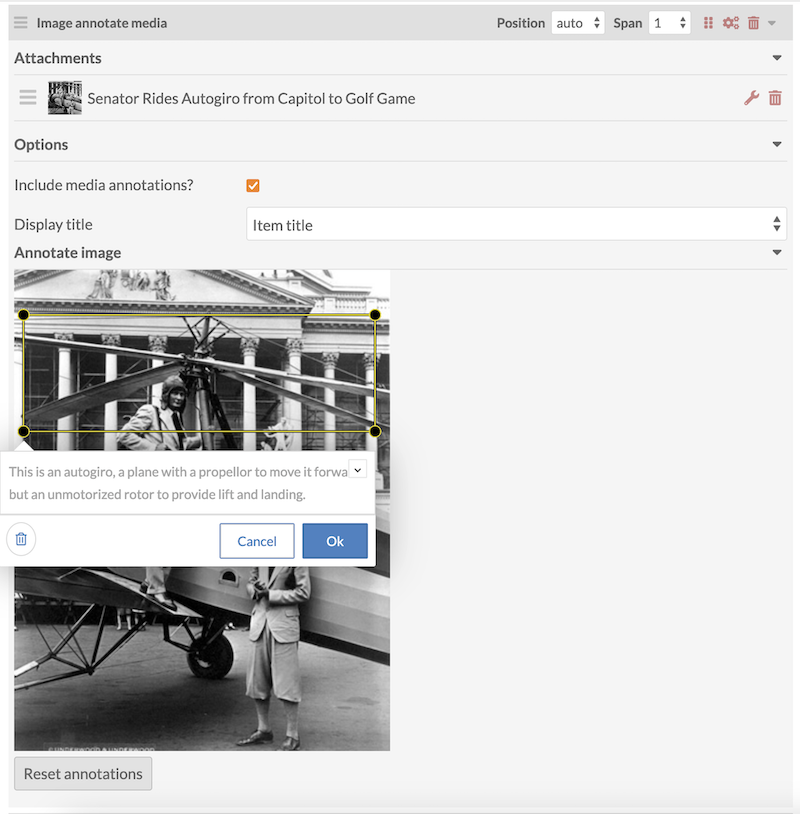 Image annotate media Position auto Span 1
Attachments
Senator Rides Autogiro from Capitol to Golf Game
Options
Include media annotations?
Display title Item title
Annotate image
This is an autogiro, a plane with a propellor to move it forwa
but an unmotorized rotor to provide lift and landing.
Cancel Ok
© UNDERWOOD & UNDERWOOD
Reset annotations